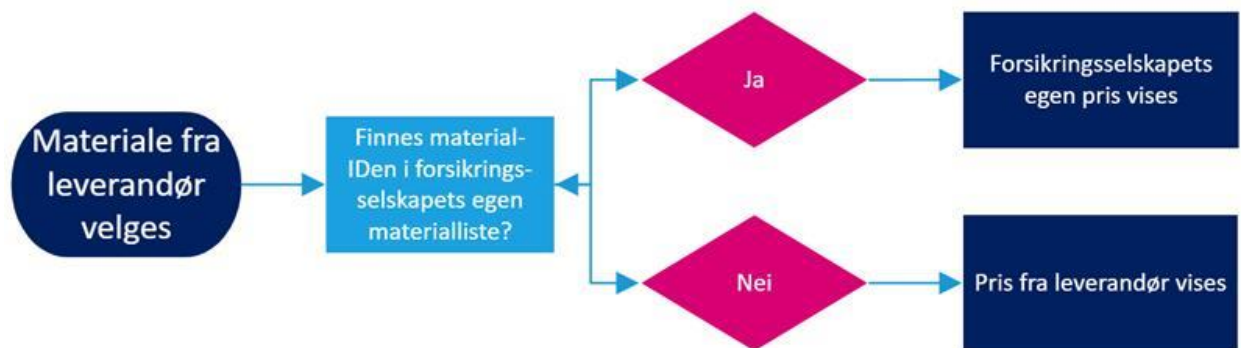 Materiale fra
leverandør
velges
Finnes material-
IDen i forsikrings-
selskapets egen
materialliste?
Ja
Forsikringsselskapets
egen pris vises
Nei
Pris fra leverandør vises